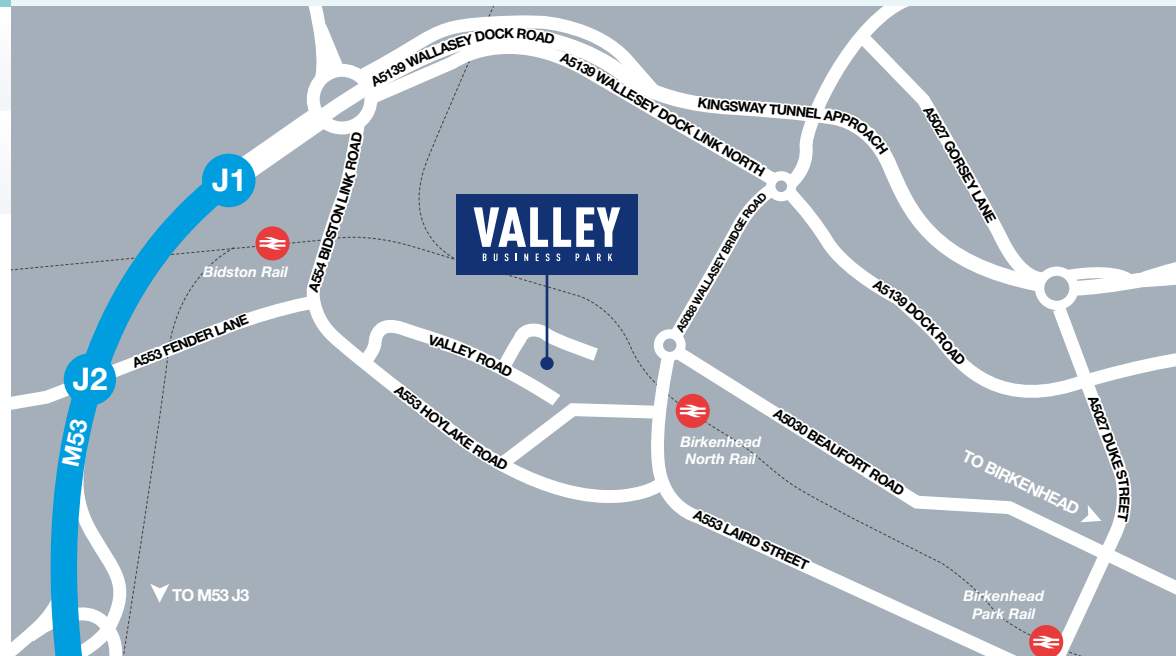 A5139 WALLASEY DOCK ROAD
A5139 WALLESEY DOCK LINK NORTH
KINGSWAY TUNNEL APPROACH
A5027 GORSEY LANE
J1
A554 BIDSTON LINK ROAD
VALLEY
BUSINESS PARK
A5088 WALLASEY BRIDGE ROAD
Bidston Rail
A5139 DOCK ROAD
A553 FENDER LANE
VALLEY ROAD
J2
M53
A553 HOYLAKE ROAD
Birkenhead
North Rail
A5030 BEAUFORT ROAD
A5027 DUKE STREET
TO BIRKENHEAD
A553 LAIRD STREET
TO M53 J3
Birkenhead
Park Rail